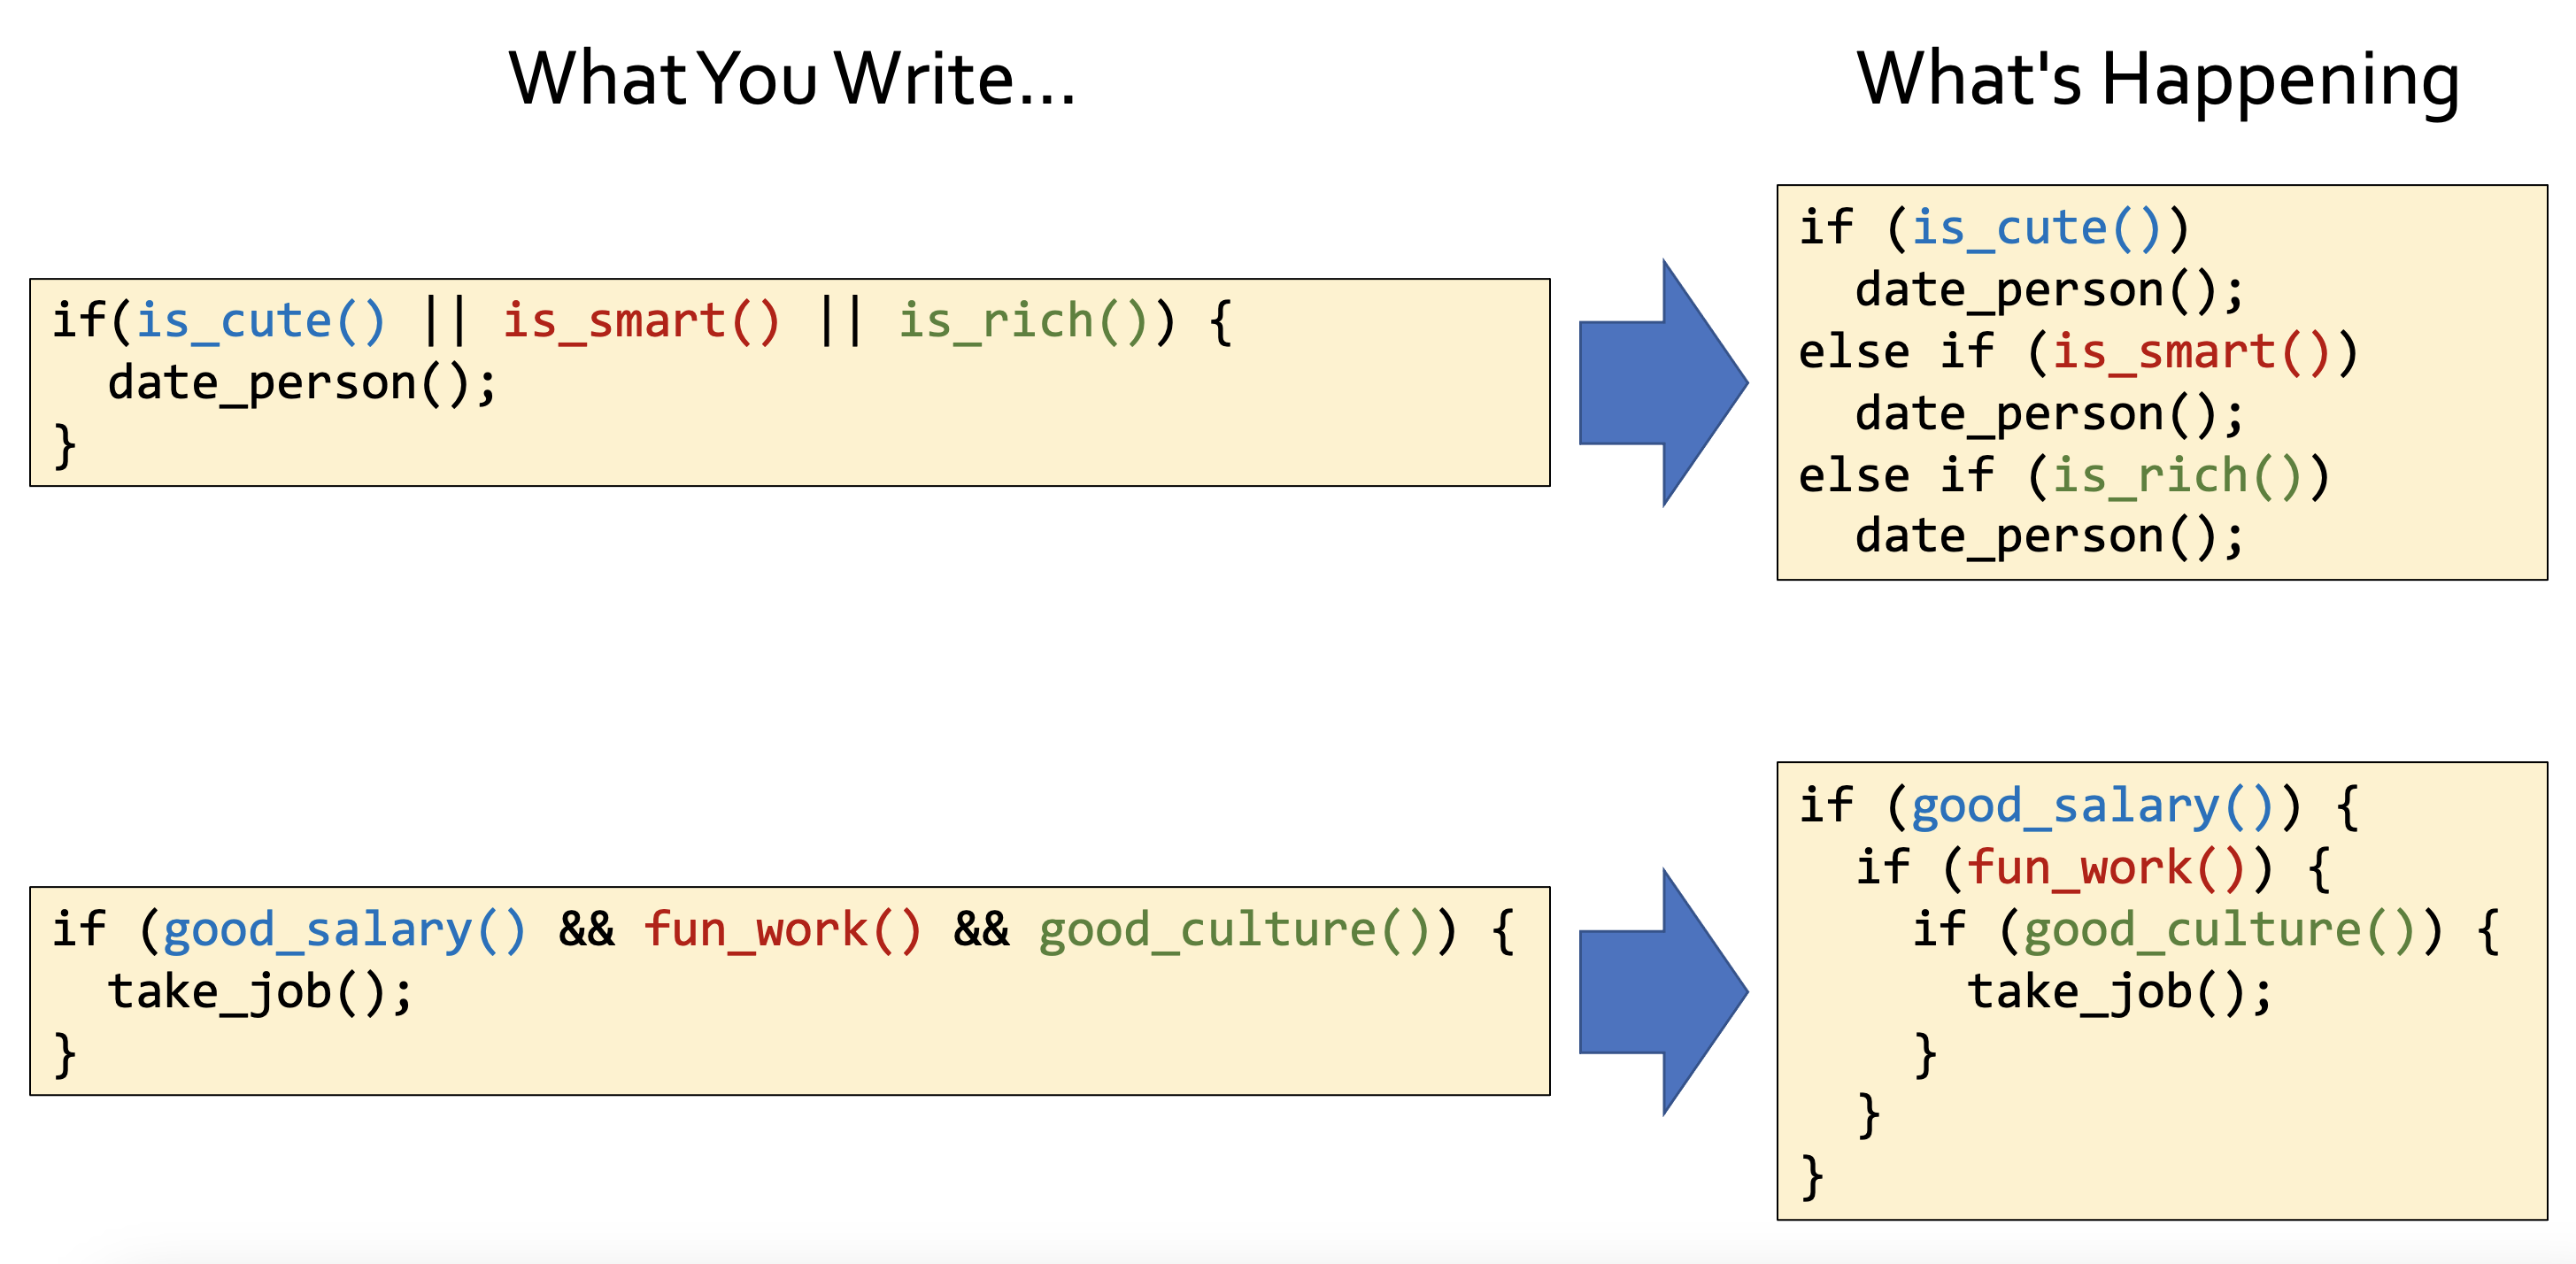 What You Write...
What's Happening
if(is_cute() || is_smart() || is_rich()) {
  date_person();
}
if (is_cute())
  date_person();
else if (is_smart())
  date_person();
else if (is_rich())
  date_person();
if (good_salary() && fun_work() && good_culture()) {
  take_job();
}
if (good_salary()) {
  if (fun_work()) {
    if (good_culture()) {
      take_job();
    }
  }
}